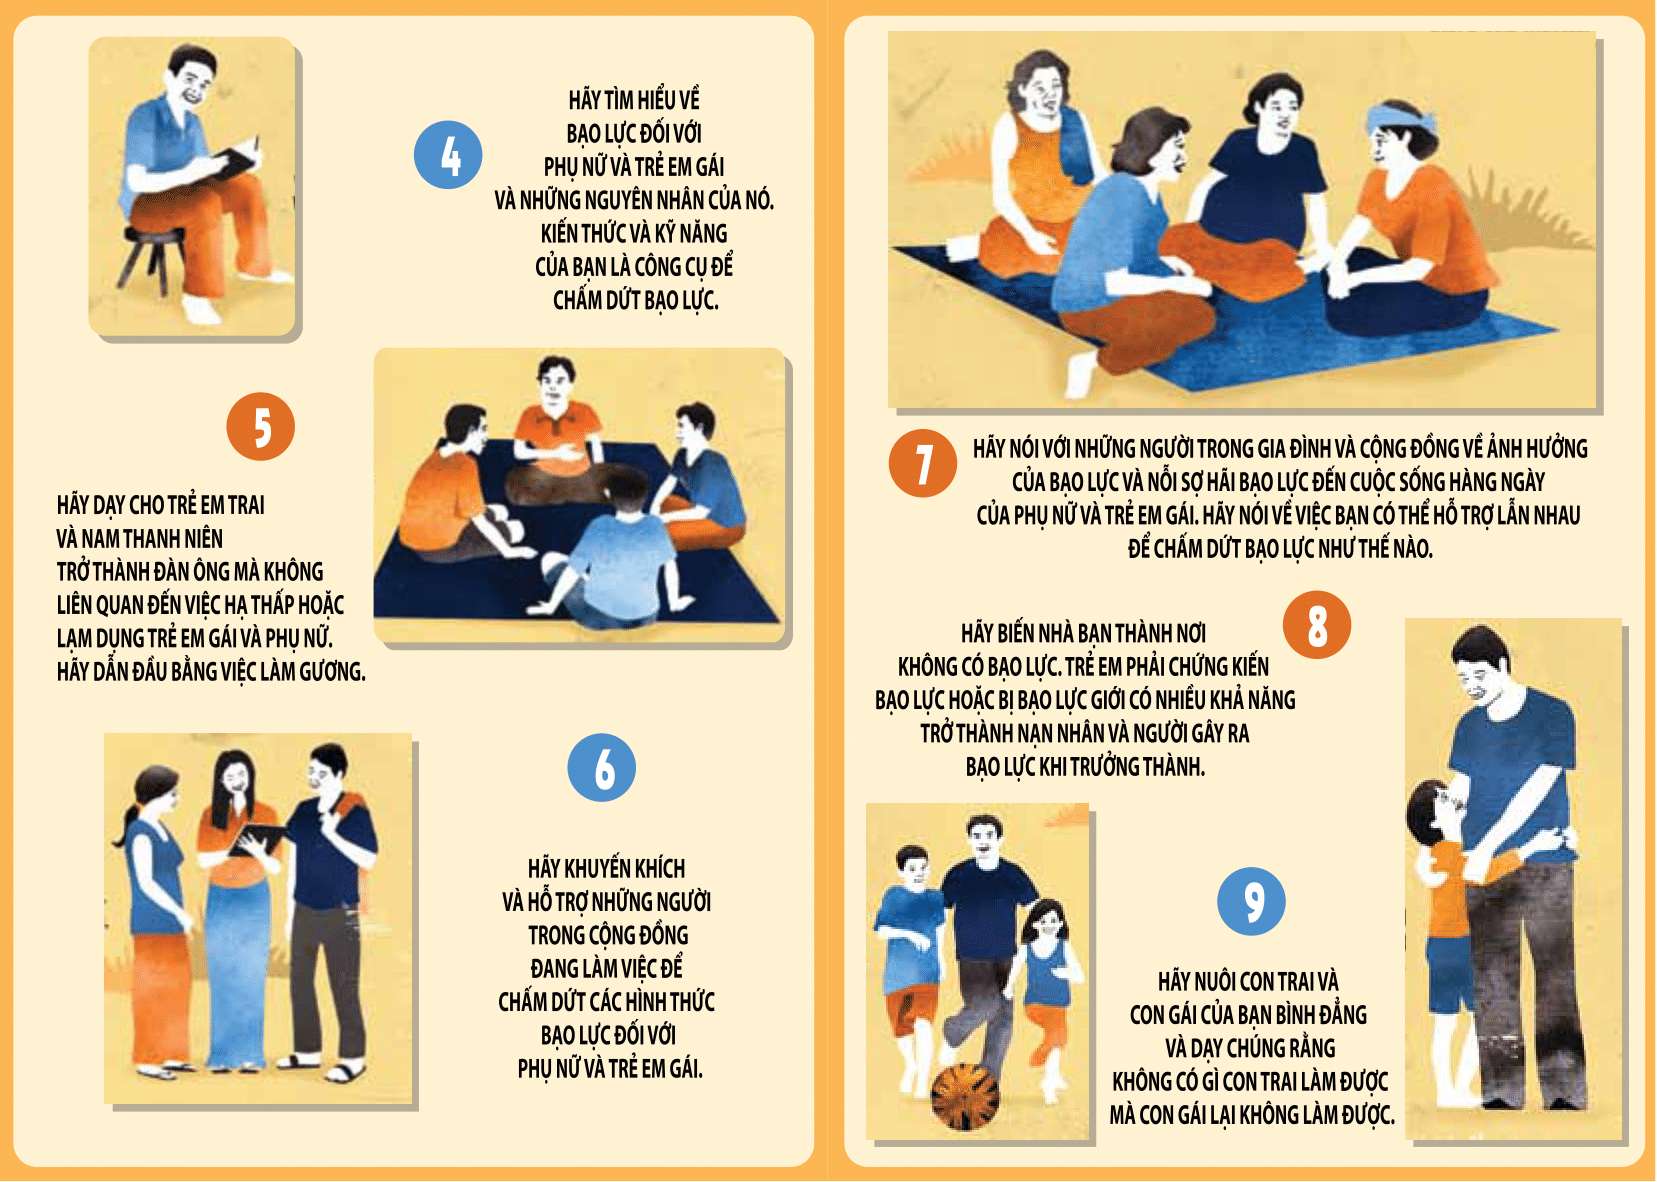 4
HÃY TÌM HIỂU VỀ
BẠO LỰC ĐỐI VỚI
PHỤ NỮ VÀ TRẺ EM GÁI
VÀ NHỮNG NGUYÊN NHÂN CỦA NÓ.
KIẾN THỨC VÀ KỸ NĂNG
CỦA BẠN LÀ CÔNG CỤ ĐỂ
CHẤM DỨT BẠO LỰC.
5
HÃY DẠY CHO TRẺ EM TRAI
VÀ NAM THANH NIÊN
TRỞ THÀNH ĐÀN ÔNG MÀ KHÔNG
LIÊN QUAN ĐẾN VIỆC HẠ THẤP HOẶC
LẠM DỤNG TRẺ EM GÁI VÀ PHỤ NỮ.
HÃY DẪN ĐẦU BẰNG VIỆC LÀM GƯƠNG.
6
HÃY KHUYẾN KHÍCH
VÀ HỖ TRỢ NHỮNG NGƯỜI
TRONG CỘNG ĐỒNG
ĐANG LÀM VIỆC ĐỂ
CHẤM DỨT CÁC HÌNH THỨC
BẠO LỰC ĐỐI VỚI
PHỤ NỮ VÀ TRẺ EM GÁI.
7
HÃY NÓI VỚI NHỮNG NGƯỜI TRONG GIA ĐÌNH VÀ CỘNG ĐỒNG VỀ ẢNH HƯỞNG
CỦA BẠO LỰC VÀ NỖI SỢ HÃI BẠO LỰC ĐẾN CUỘC SỐNG HÀNG NGÀY
CỦA PHỤ NỮ VÀ TRẺ EM GÁI. HÃY NÓI VỀ VIỆC BẠN CÓ THỂ HỖ TRỢ LẪN NHAU
ĐỂ CHẤM DỨT BẠO LỰC NHƯ THẾ NÀO.
8
HÃY BIẾN NHÀ BẠN THÀNH NƠI
KHÔNG CÓ BẠO LỰC. TRẺ EM PHẢI CHỨNG KIẾN
BẠO LỰC HOẶC BỊ BẠO LỰC GIỚI CÓ NHIỀU KHẢ NĂNG
TRỞ THÀNH NẠN NHÂN VÀ NGƯỜI GÂY RA
BẠO LỰC KHI TRƯỞNG THÀNH.
9
HÃY NUÔI CON TRAI VÀ
CON GÁI CỦA BẠN BÌNH ĐẲNG
VÀ DẠY CHÚNG RẰNG
KHÔNG CÓ GÌ CON TRAI LÀM ĐƯỢC
MÀ CON GÁI LẠI KHÔNG LÀM ĐƯỢC.